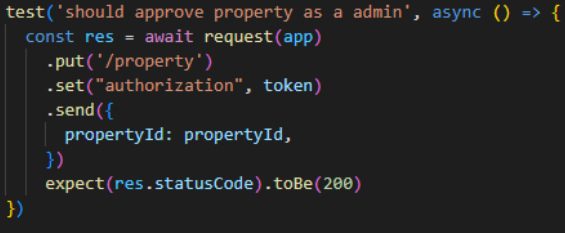 test('should approve property as a admin', async () => {
  const res = await request(app)
    .put('/property')
    .set("authorization", token)
    .send({
      propertyId: propertyId,
    })
    expect(res.statusCode).toBe(200)
})